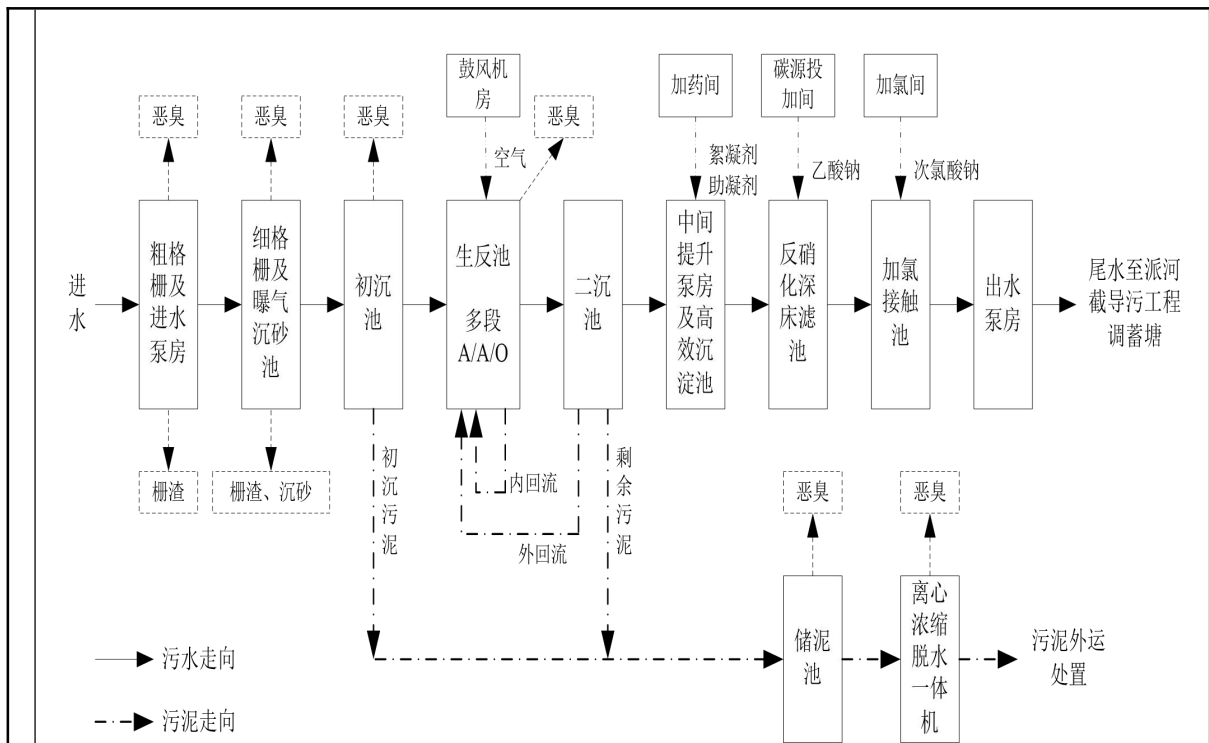 鼓风机
房
加药间
碳源投
加间
加氯间
恶臭
恶臭
恶臭
恶臭
空气
絮凝剂
助凝剂
乙酸钠
次氯酸钠
进
水
粗格
栅及
进水
泵房
细格
栅及
曝气
沉砂
池
初沉
池
生反池
多段
A/A/O
二沉
池
中间
提升
泵房
及高
效沉
淀池
反硝
化深
床滤
池
加氯
接触
池
出水
泵房
尾水至派河
截导污工程
调蓄塘
栅渣
栅渣、沉砂
初
沉
污
泥
内回流
外回流
剩
余
污
泥
恶臭
恶臭
储泥
池
离心
浓缩
脱水
一体
机
污泥外运
处置
污水走向
污泥走向